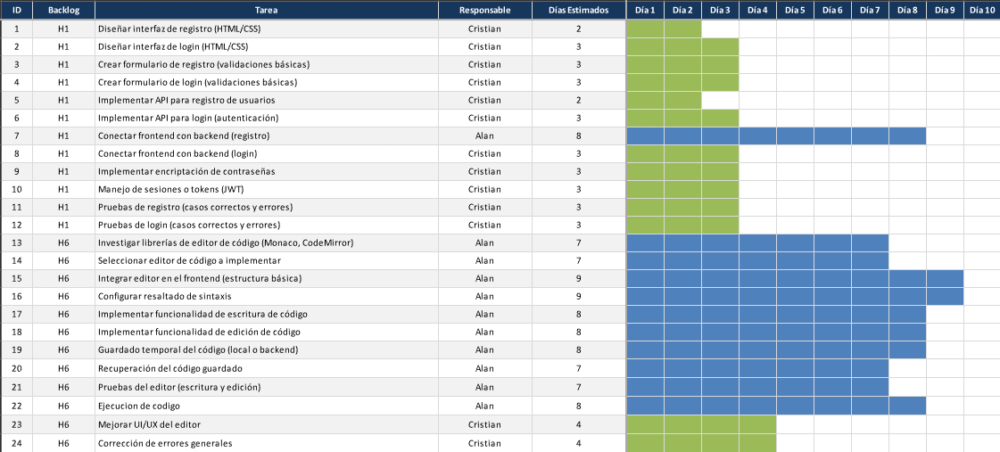 ID Backlog Tarea Responsable Días Estimados Día 1 Día 2 Día 3 Día 4 Día 5 Día 6 Día 7 Día 8 Día 9 Día 10
1 H1 Diseñar interfaz de registro (HTML/CSS) Cristian 2
2 H1 Diseñar interfaz de login (HTML/CSS) Cristian 3
3 H1 Crear formulario de registro (validaciones básicas) Cristian 3
4 H1 Crear formulario de login (validaciones básicas) Cristian 3
5 H1 Implementar API para registro de usuarios Cristian 2
6 H1 Implementar API para login (autenticación) Cristian 3
7 H1 Conectar frontend con backend (registro) Alan 8
8 H1 Conectar frontend con backend (login) Cristian 3
9 H1 Implementar encriptación de contraseñas Cristian 3
10 H1 Manejo de sesiones o tokens (JWT) Cristian 3
11 H1 Pruebas de registro (casos correctos y errores) Cristian 3
12 H1 Pruebas de login (casos correctos y errores) Cristian 3
13 H6 Investigar librerías de editor de código (Monaco, CodeMirror) Alan 7
14 H6 Seleccionar editor de código a implementar Alan 7
15 H6 Integrar editor en el frontend (estructura básica) Alan 9
16 H6 Configurar resaltado de sintaxis Alan 9
17 H6 Implementar funcionalidad de escritura de código Alan 8
18 H6 Implementar funcionalidad de edición de código Alan 8
19 H6 Guardado temporal del código (local o backend) Alan 8
20 H6 Recuperación del código guardado Alan 7
21 H6 Pruebas del editor (escritura y edición) Alan 7
22 H6 Ejecucion de codigo Alan 8
23 H6 Mejorar UI/UX del editor Cristian 4
24 H6 Corrección de errores generales Cristian 4